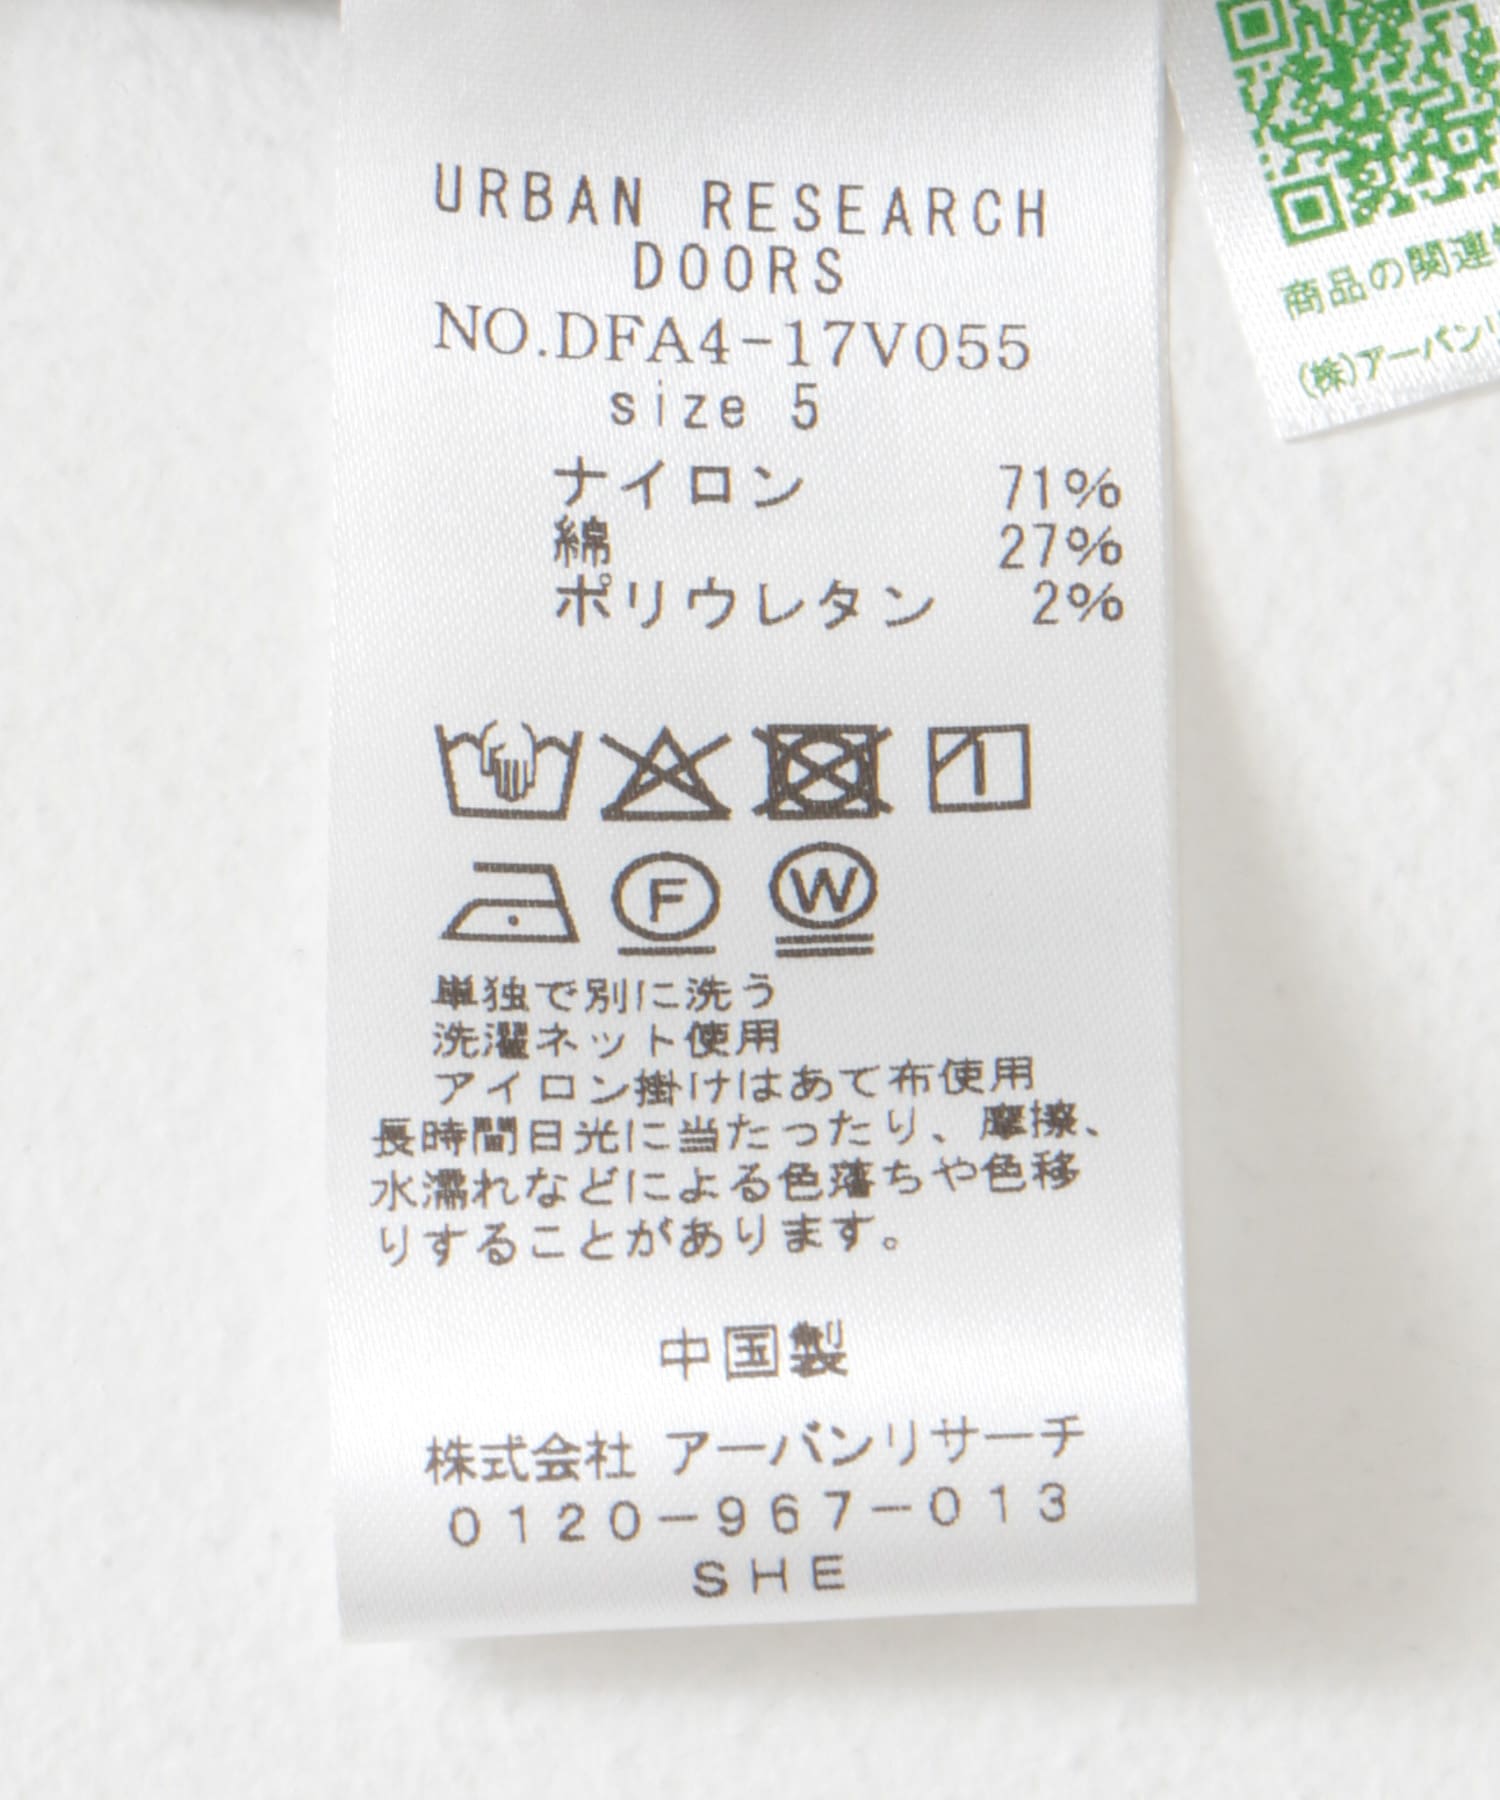 URBAN RESEARCH
DOORS
NO.DFA4-17V055
size 5
ナイロン 71%
綿 27%
ポリウレタン 2%
F W
単独で別に洗う
洗濯ネット使用
アイロン掛けはあて布使用
長時間日光に当たったり、摩擦、
水濡れなどによる色落ちや色移
りすることがあります。
中国製
株式会社 アーバンリサーチ
0120-967-013
SHE
商品の関連
(株)アーバン